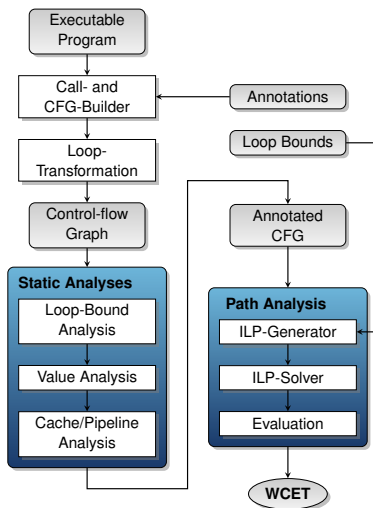 Executable
Program
Call- and
CFG-Builder
Annotations
Loop-
Transformation
Loop Bounds
Control-flow
Graph
Annotated
CFG
Static Analyses
Loop-Bound
Analysis
Value Analysis
Cache/Pipeline
Analysis
Path Analysis
ILP-Generator
ILP-Solver
Evaluation
WCET